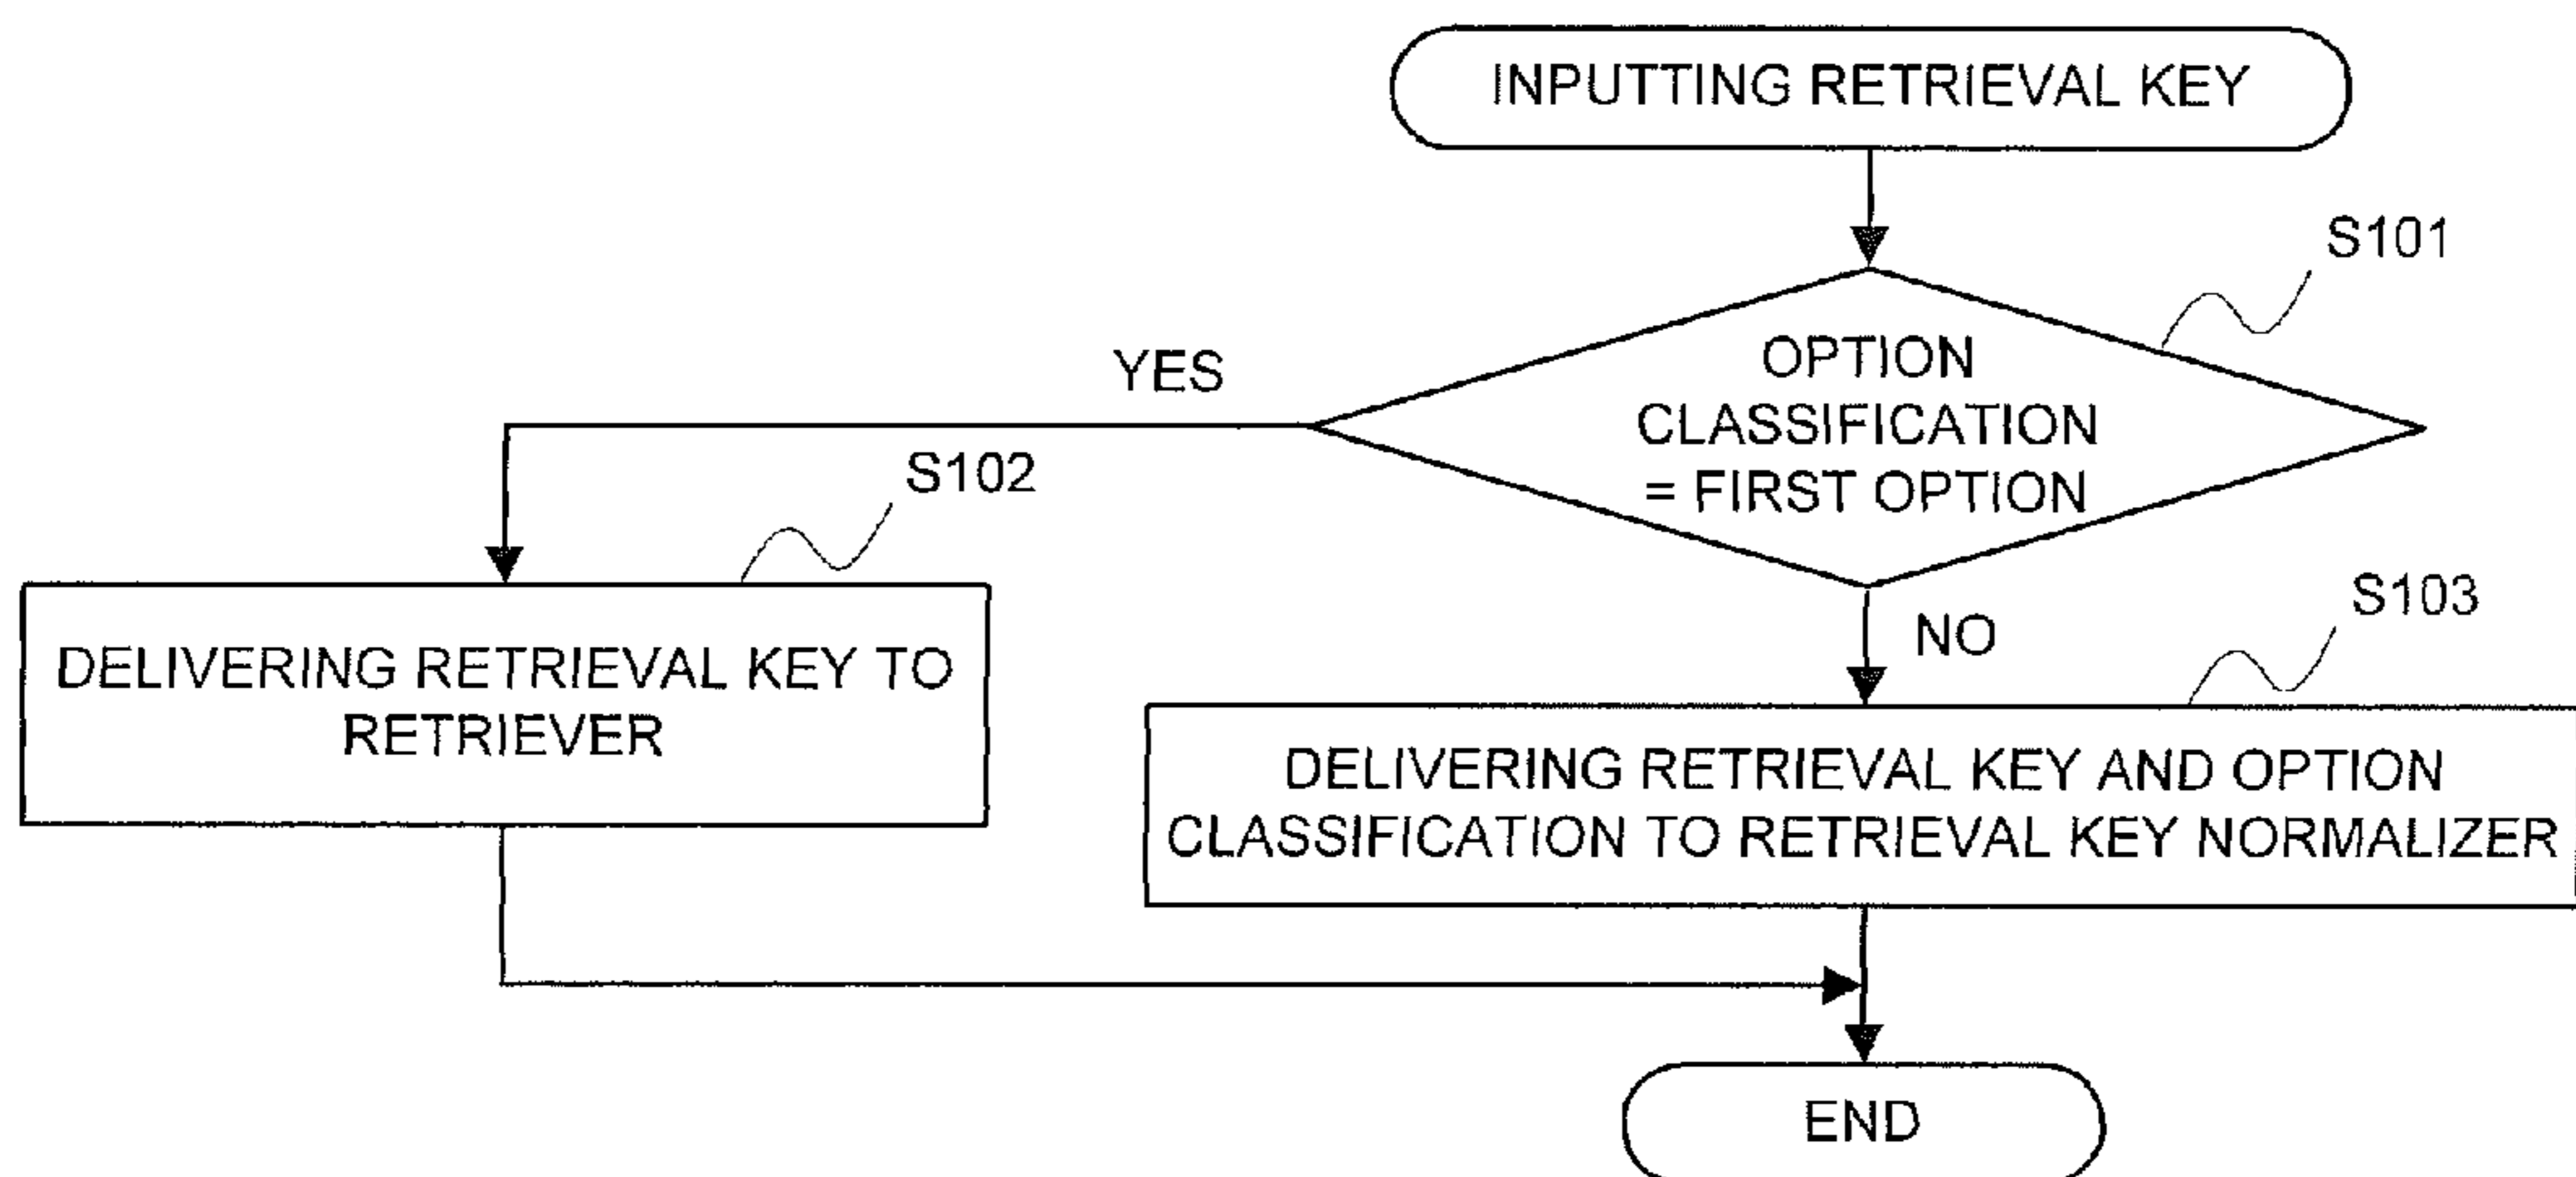 INPUTTING RETRIEVAL KEY
S101
OPTION
CLASSIFICATION
= FIRST OPTION
YES
S102
DELIVERING RETRIEVAL KEY TO
RETRIEVER
NO
S103
DELIVERING RETRIEVAL KEY AND OPTION
CLASSIFICATION TO RETRIEVAL KEY NORMALIZER
END